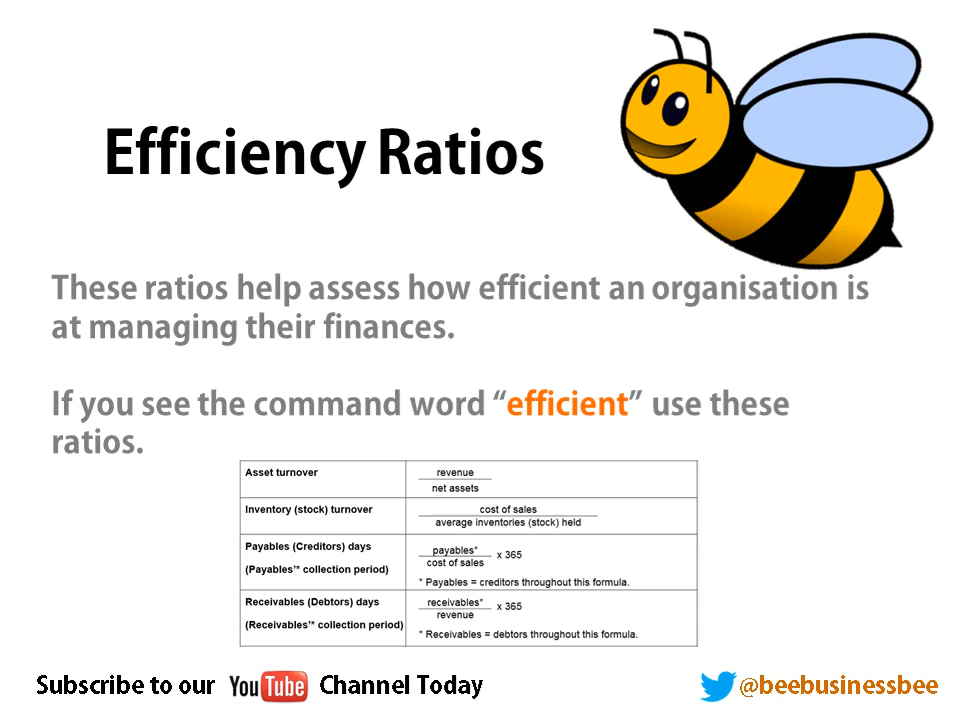 Efficiency Ratios
These ratios help assess how efficient an organisation is
at managing their finances.
If you see the command word “efficient” use these
ratios.
Asset turnover
revenue
net assets
Inventory (stock) turnover
cost of sales
average inventories (stock) held
Payables (Creditors) days
(Payables’* collection period)
payables*
cost of sales
x 365
* Payables = creditors throughout this formula.
Receivables (Debtors) days
(Receivables’* collection period)
receivables*
revenue
x 365
* Receivables = debtors throughout this formula.
Subscribe to our YouTube Channel Today
@beebusinessbee